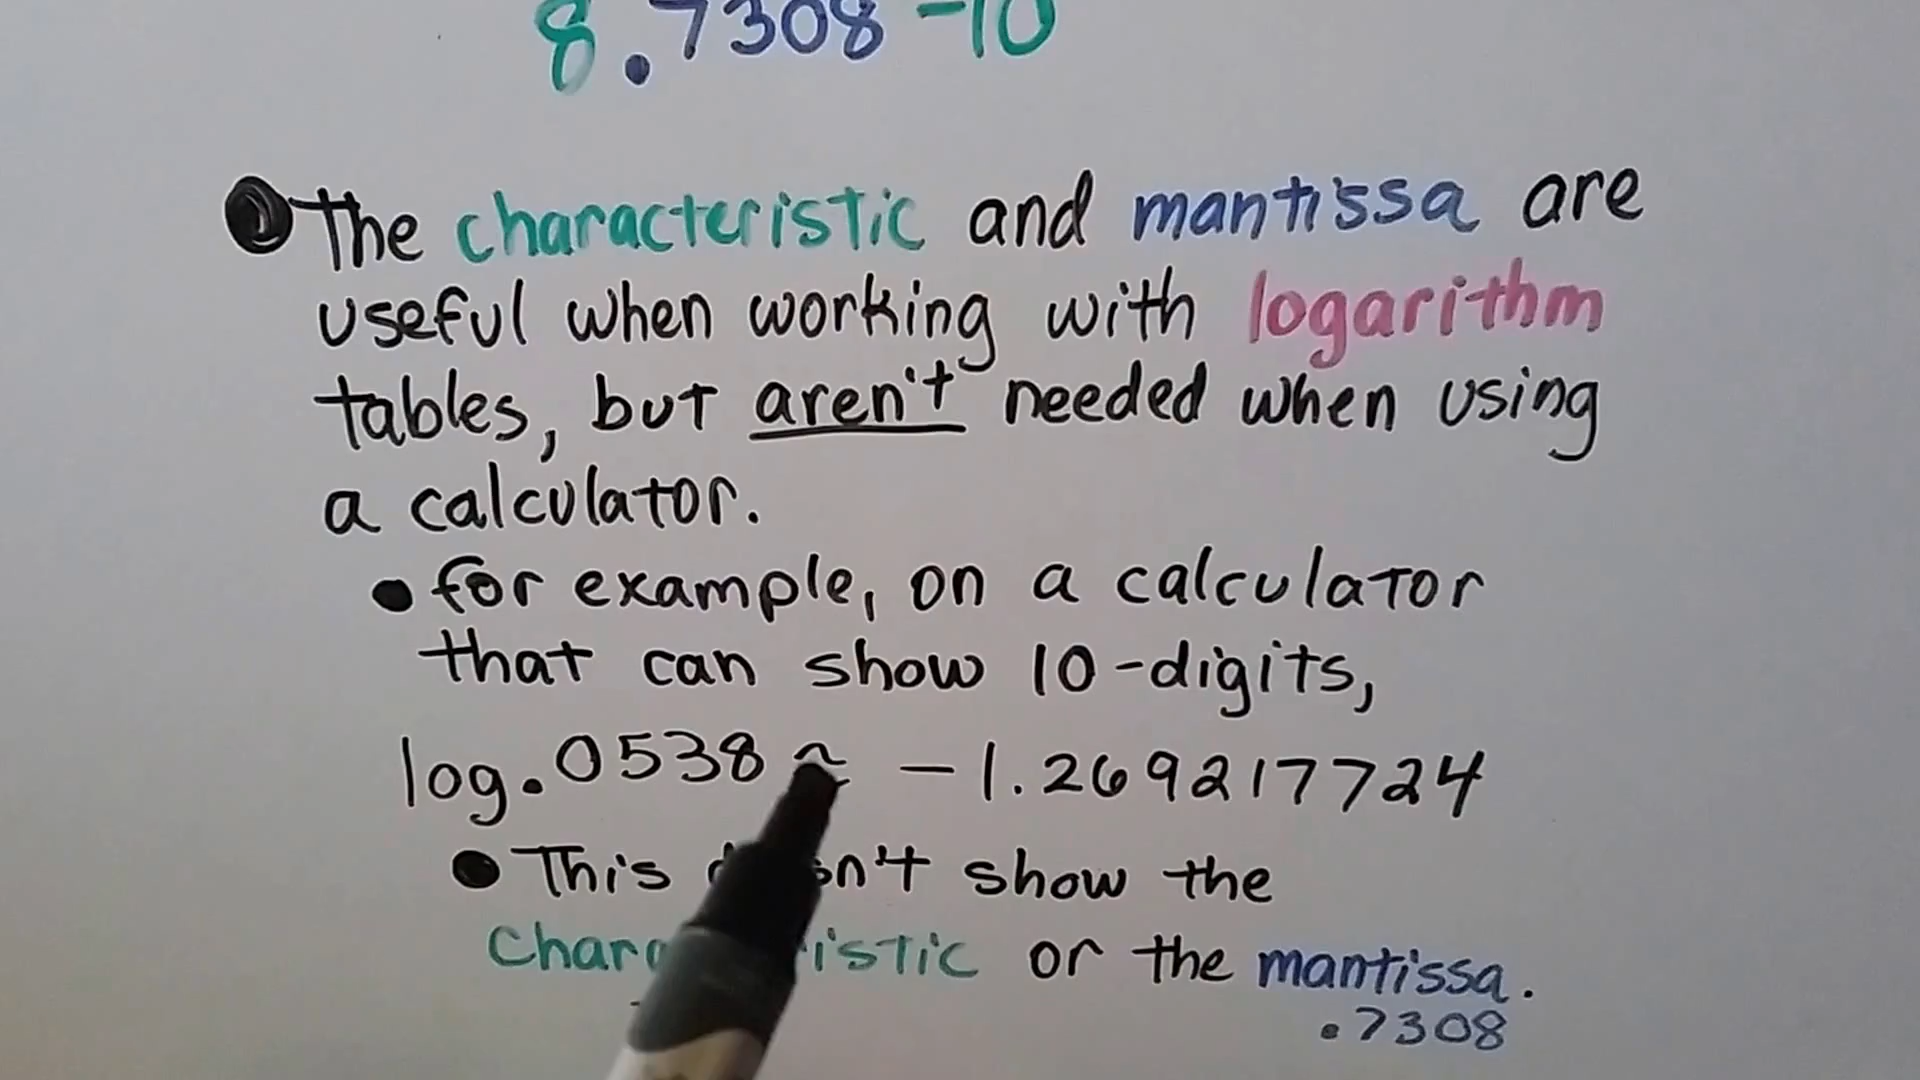 8.7308-10
The characteristic and mantissa are
useful when working with logarithm
tables, but aren't needed when using
a calculator.
for example, on a calculator
that can show 10-digits,
log .0538 ≈ -1.269217724
This show the
or the mantissa.
.7308